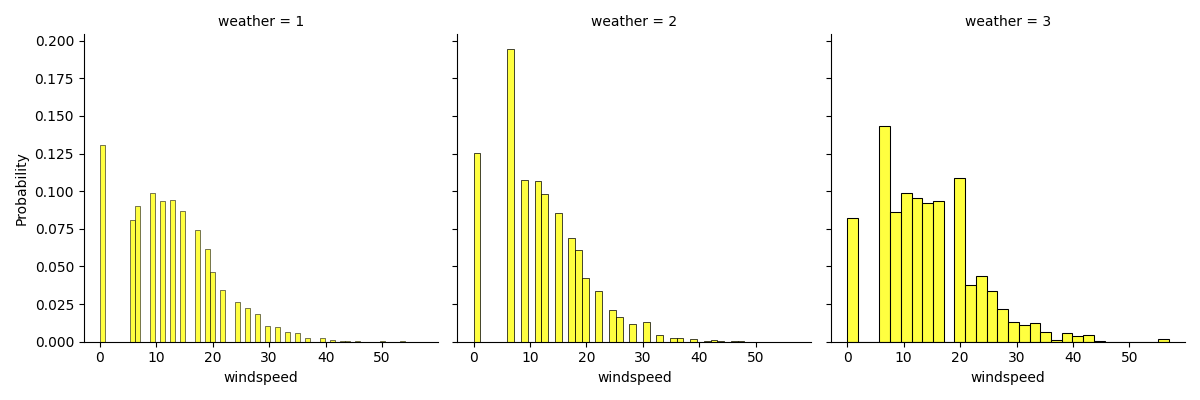 weather = 1
weather = 2
weather = 3
Probability
0.200
0.175
0.150
0.125
0.100
0.075
0.050
0.025
0.000
0 10 20 30 40 50
0 10 20 30 40 50
0 10 20 30 40 50
windspeed
windspeed
windspeed